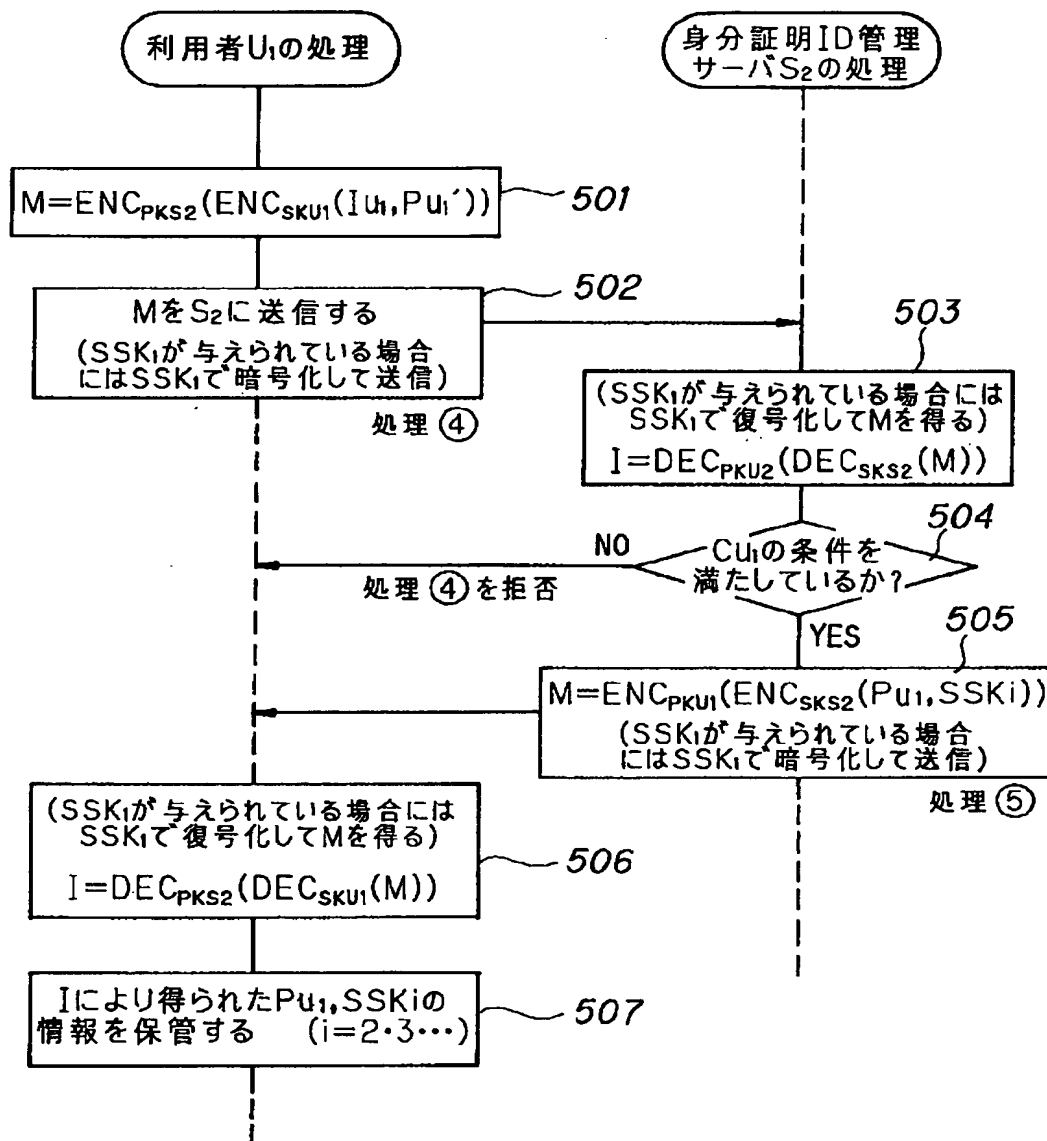 利用者U₁の処理
身分証明ID管理
サーバS₂の処理
M=ENC_PKS2(ENC_SKU1(Iu₁,Pu₁′))
501
502
MをS₂に送信する
(SSK₁が与えられている場合
にはSSK₁で暗号化して送信)
処理④
503
(SSK₁が与えられている場合には
SSK₁で復号化してMを得る)
I=DEC_PKU2(DEC_SKS2(M))
504
Cu₁の条件を
満たしているか?
NO
処理④を拒否
YES
505
M=ENC_PKU1(ENC_SKS2(Pu₁,SSKi))
(SSK₁が与えられている場合
にはSSK₁で暗号化して送信)
処理⑤
(SSK₁が与えられている場合には
SSK₁で復号化してMを得る)
506
I=DEC_PKS2(DEC_SKU1(M))
Iにより得られたPu₁,SSKiの
情報を保管する (i=2・3…)
507